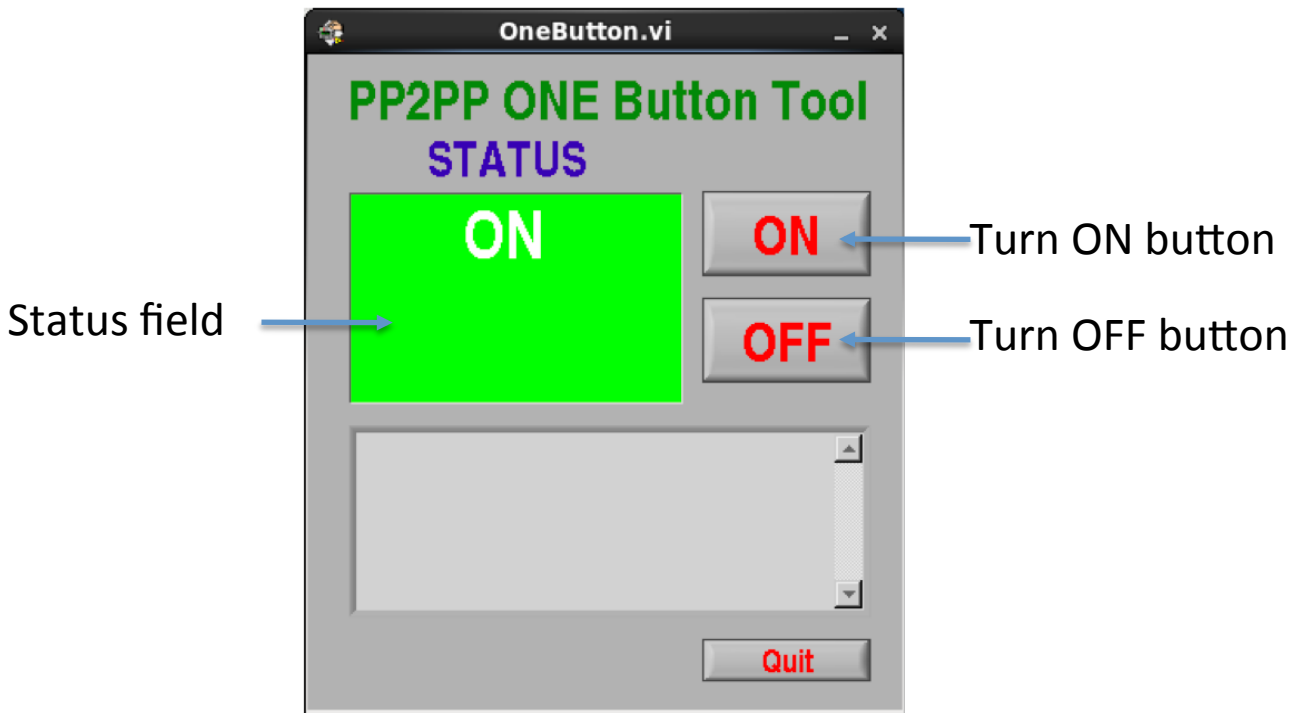 OneButton.vi
PP2PP ONE Button Tool
STATUS
ON
ON
Turn ON button
Status field
OFF
Turn OFF button
Quit